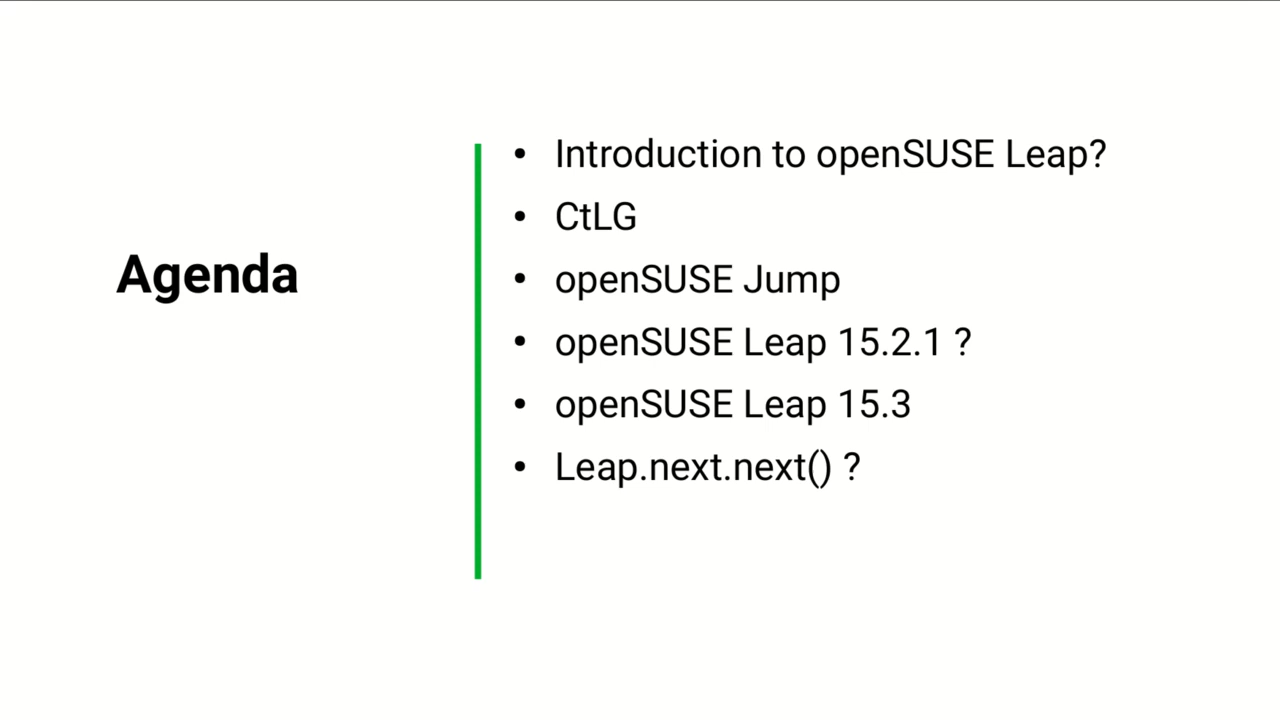 Agenda
• Introduction to openSUSE Leap?
• CtLG
• openSUSE Jump
• openSUSE Leap 15.2.1 ?
• openSUSE Leap 15.3
• Leap.next.next() ?